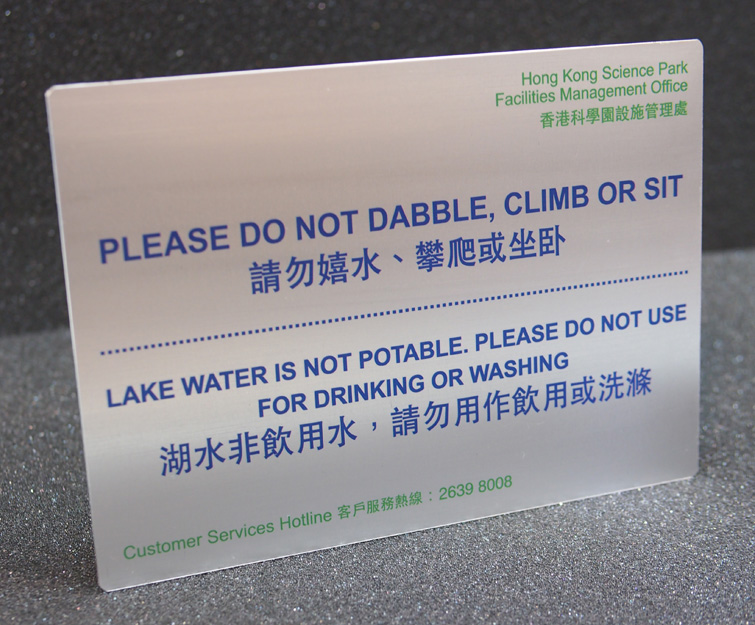 Hong Kong Science Park
Facilities Management Office
香港科學園設施管理處
PLEASE DO NOT DABBLE, CLIMB OR SIT
請勿嬉水、攀爬或坐卧
LAKE WATER IS NOT POTABLE. PLEASE DO NOT USE
FOR DRINKING OR WASHING
湖水非飲用水，請勿用作飲用或洗滌
Customer Services Hotline 客戶服務熱線：2639 8008